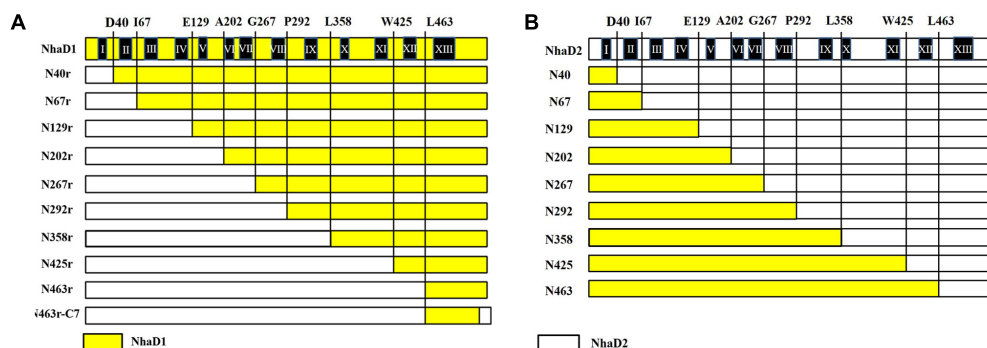 A
D40 I67 E129 A202 G267 P292 L358 W425 L463
NhaD1 I II III IV V VI VII VII IX X XI XII XIII
N40r
N67r
N129r
N202r
N267r
N292r
N358r
N425r
N463r
N463r-C7
NhaD1
B
D40 I67 E129 A202 G267 P292 L358 W425 L463
NhaD2 I II III IV V VI VII VIII IX X XI XII XIII
N40
N67
N129
N202
N267
N292
N358
N425
N463
NhaD2